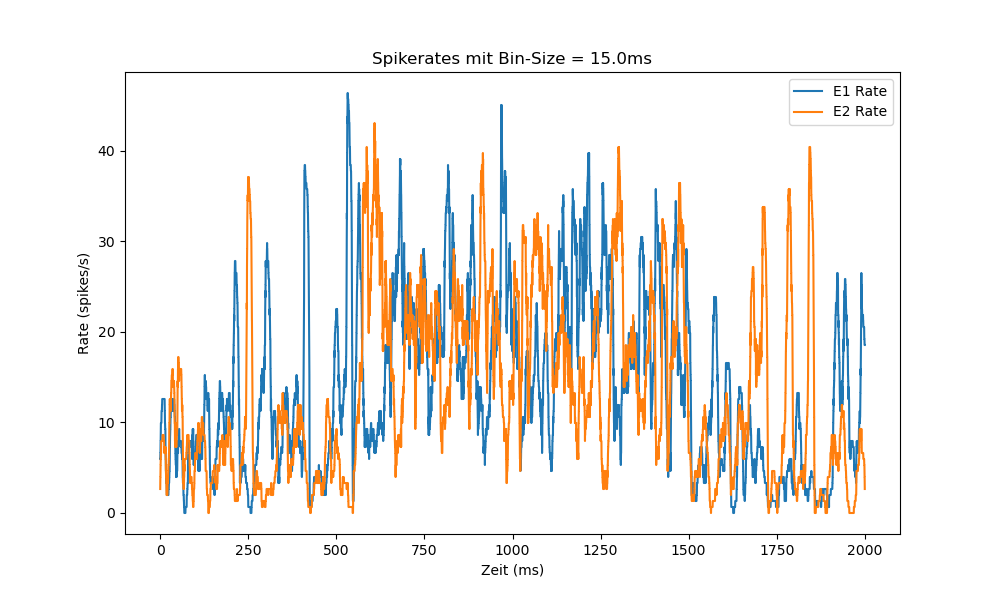 Spikerates mit Bin-Size = 15.0ms
E1 Rate
E2 Rate
Rate (spikes/s)
40
30
20
10
0
0 250 500 750 1000 1250 1500 1750 2000
Zeit (ms)